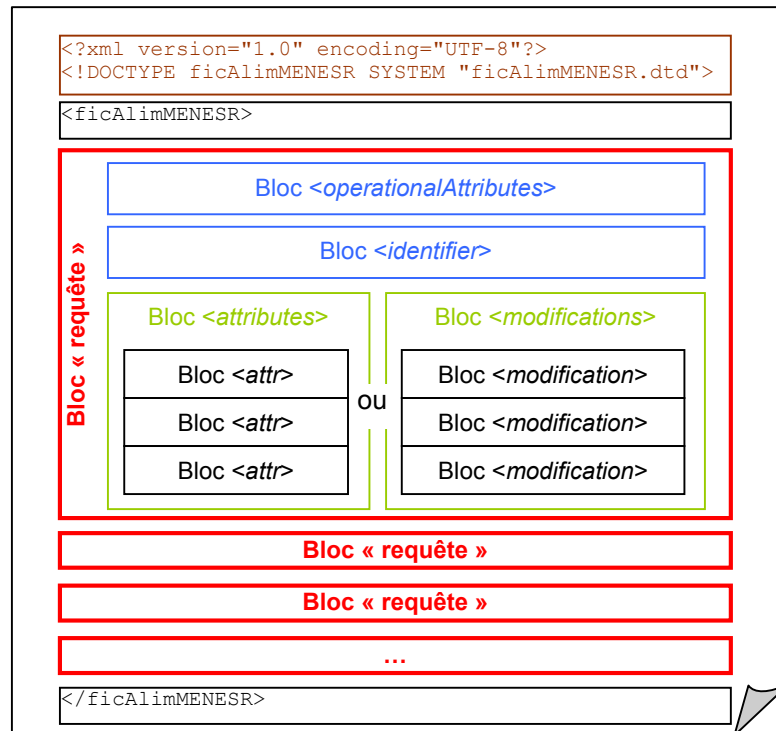 <?xml version="1.0" encoding="UTF-8"?>
<!DOCTYPE ficAlimMENESR SYSTEM "ficAlimMENESR.dtd">
<ficAlimMENESR>
Bloc « requête »
Bloc <operationalAttributes>
Bloc <identifier>
Bloc <attributes>
Bloc <attr>
Bloc <attr>
Bloc <attr>
ou
Bloc <modifications>
Bloc <modification>
Bloc <modification>
Bloc <modification>
Bloc « requête »
Bloc « requête »
...
</ficAlimMENESR>